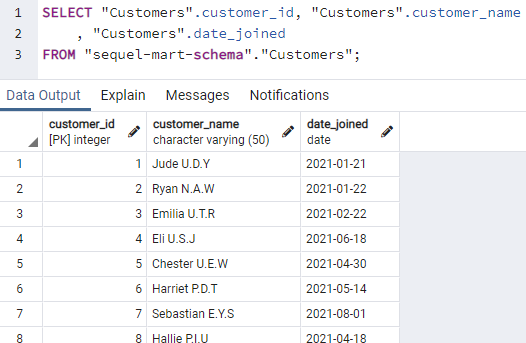 1 SELECT "Customers".customer_id, "Customers".customer_name
2 , "Customers".date_joined
3 FROM "sequel-mart-schema"."Customers";
Data Output Explain Messages Notifications
customer_id customer_name date_joined
[PK] integer character varying (50) date
1 1 Jude U.D.Y 2021-01-21
2 2 Ryan N.A.W 2021-01-22
3 3 Emilia U.T.R 2021-02-22
4 4 Eli U.S.J 2021-06-18
5 5 Chester U.E.W 2021-04-30
6 6 Harriet P.D.T 2021-05-14
7 7 Sebastian E.Y.S 2021-08-01
8 8 Hallie P.I.U 2021-04-18